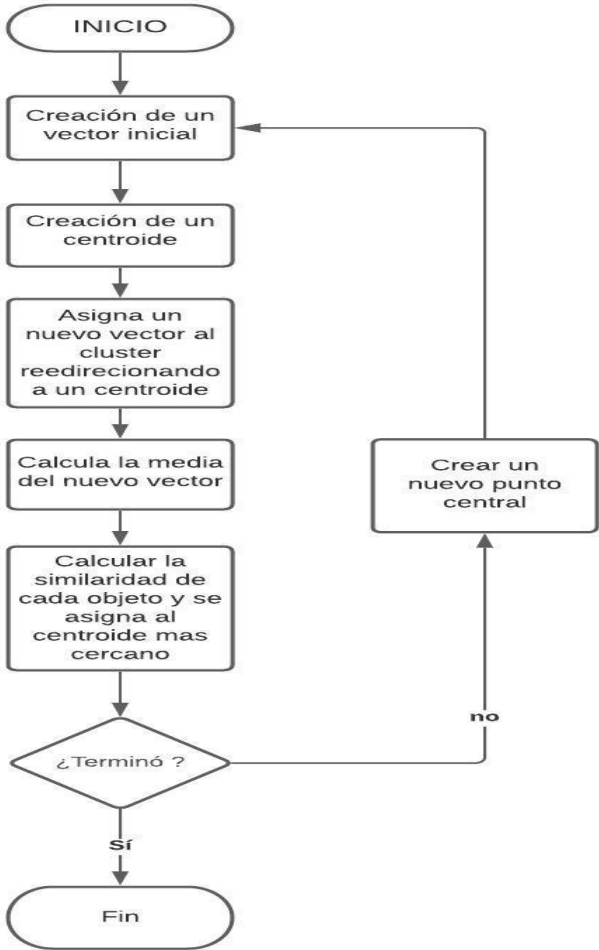 INICIO
Creación de un
vector inicial
Creación de un
centroide
Asigna un
nuevo vector al
cluster
reedirecionando
a un centroide
Calcula la media
del nuevo vector
Crear un
nuevo punto
central
Calcular la
similaridad de
cada objeto y se
asigna al
centroide mas
cercano
no
¿Terminó ?
Sí
Fin